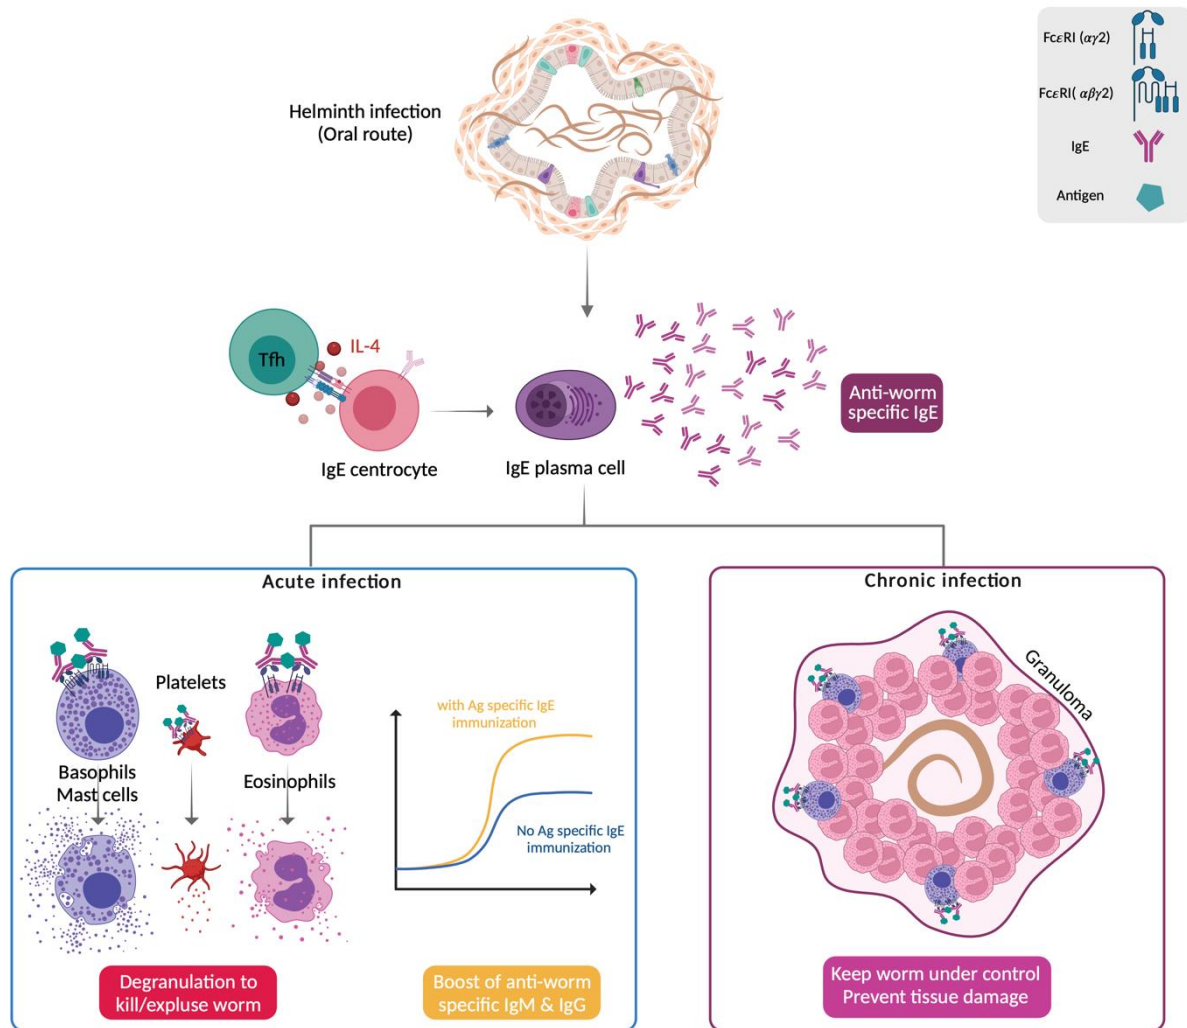 Helminth infection
(Oral route)
FcεRI (αγ2)
FcεRI( αβγ2)
IgE
Antigen
Tfh
IL-4
IgE centrocyte
IgE plasma cell
Anti-worm
specific IgE
Acute infection
Platelets
Basophils
Mast cells
Eosinophils
with Ag specific IgE
immunization
No Ag specific IgE
immunization
Degranulation to
kill/expluse worm
Boost of anti-worm
specific IgM & IgG
Chronic infection
Granuloma
Keep worm under control
Prevent tissue damage